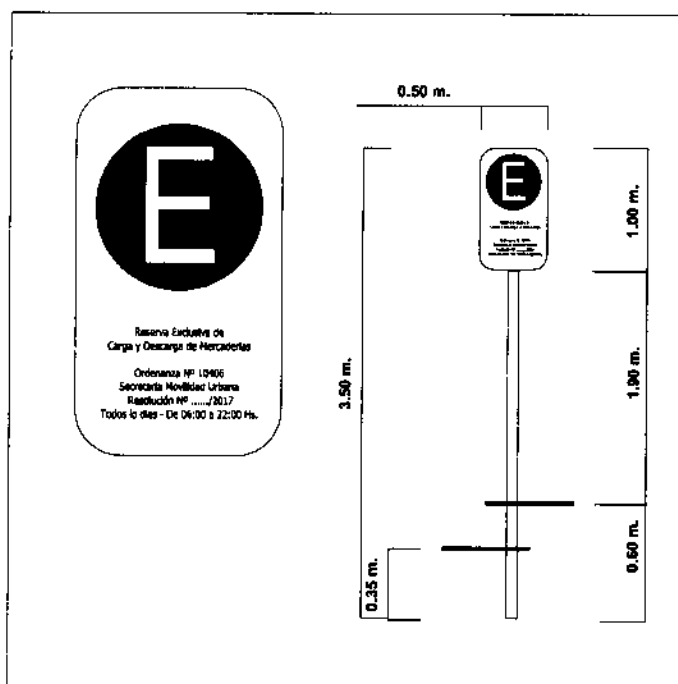 E
Reserva Exclusiva de
Carga y Descarga de Mercaderías
Ordenanza Nº 10406
Secretaría Movilidad Urbana
Resolución Nº ....../2017
Todos lo dias - De 06:00 a 22:00 Hs.
0.50 m.
E
1.00 m.
3.50 m.
1.90 m.
0.60 m.
0.35 m.